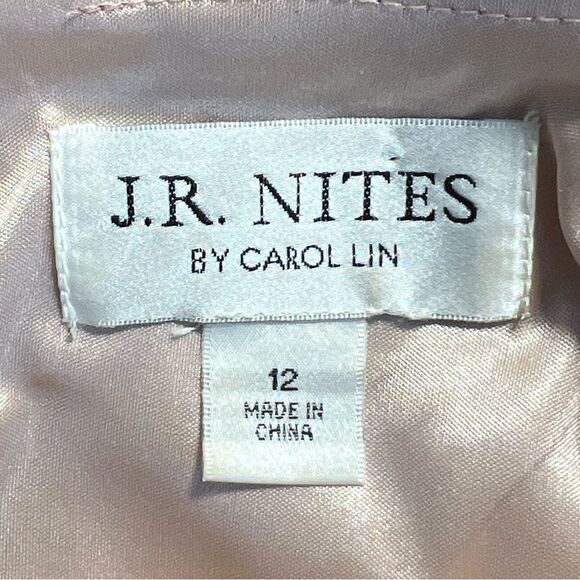 J.R. NITES
BY CAROL LIN
12
MADE IN
CHINA